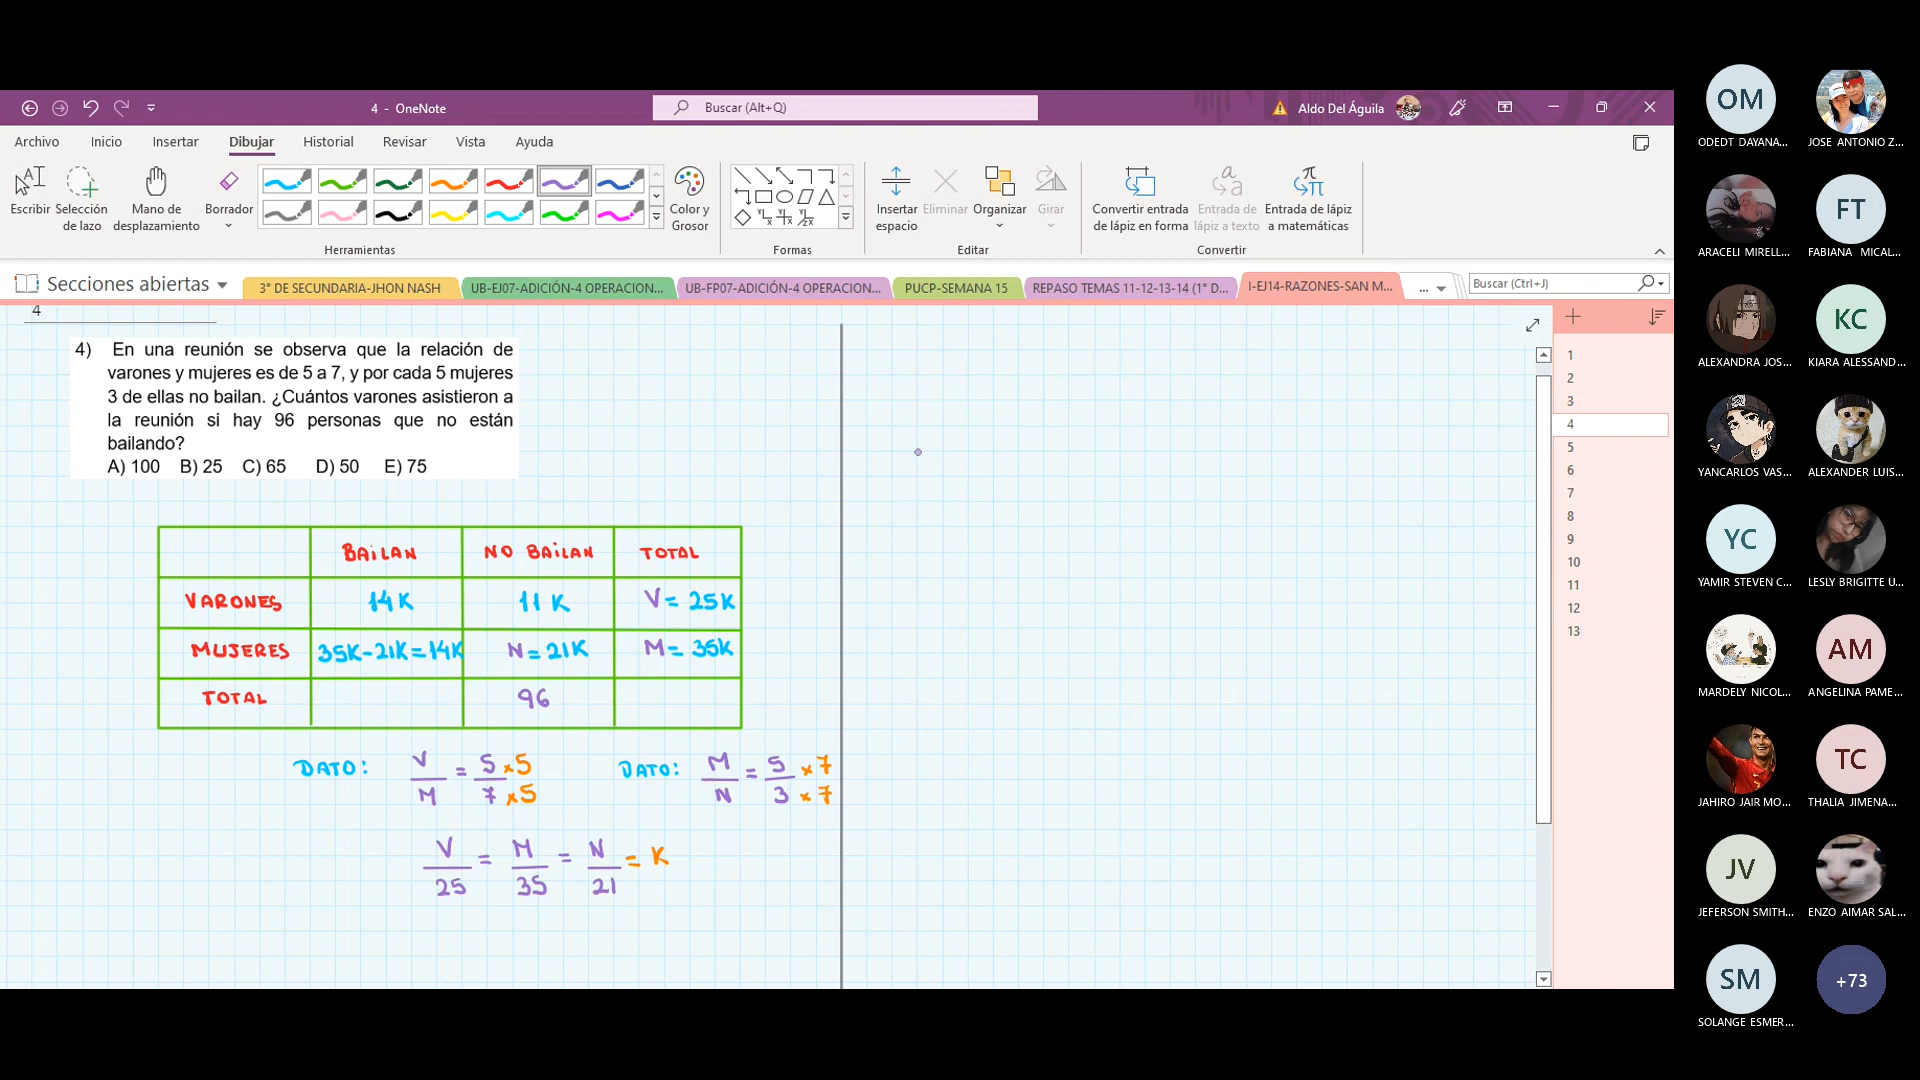 4 - OneNote
Buscar (Alt+Q)
Aldo Del Águila
Archivo Inicio Insertar Dibujar Historial Revisar Vista Ayuda
Escribir
Selección de lazo
Mano de desplazamiento
Borrador
Color y Grosor
Insertar espacio
Eliminar
Organizar
Girar
Convertir entrada de lápiz en forma
Entrada de lápiz a texto
Entrada de lápiz a matemáticas
Herramientas Formas Editar Convertir
Secciones abiertas
3° DE SECUNDARIA-JHON NASH
UB-EJ07-ADICIÓN-4 OPERACION...
UB-FP07-ADICIÓN-4 OPERACION...
PUCP-SEMANA 15
REPASO TEMAS 11-12-13-14 (1° D...
I-EJ14-RAZONES-SAN M...
...
Buscar (Ctrl+J)
4
4) En una reunión se observa que la relación de
varones y mujeres es de 5 a 7, y por cada 5 mujeres
3 de ellas no bailan. ¿Cuántos varones asistieron a
la reunión si hay 96 personas que no están
bailando?
A) 100 B) 25 C) 65 D) 50 E) 75
BAILAN NO BAILAN TOTAL
VARONES 14K 11K V = 25K
MUJERES 35K-21K=14K N = 21K M = 35K
TOTAL 96
DATO: V/M = 5×5/7×5 DATO: M/N = 5×7/3×7
V/25 = M/35 = N/21 = K
1
2
3
4
5
6
7
8
9
10
11
12
13
OM
ODEDT DAYANA...
JOSE ANTONIO Z...
ARACELI MIRELL...
FT
FABIANA MICAL...
ALEXANDRA JOS...
KC
KIARA ALESSAND...
YANCARLOS VAS...
ALEXANDER LUIS...
YC
YAMIR STEVEN C...
LESLY BRIGITTE U...
MARDELY NICOL...
AM
ANGELINA PAME...
JAHIRO JAIR MO...
TC
THALIA JIMENA...
JV
JEFERSON SMITH...
ENZO AIMAR SAL...
SM
SOLANGE ESMER...
+73